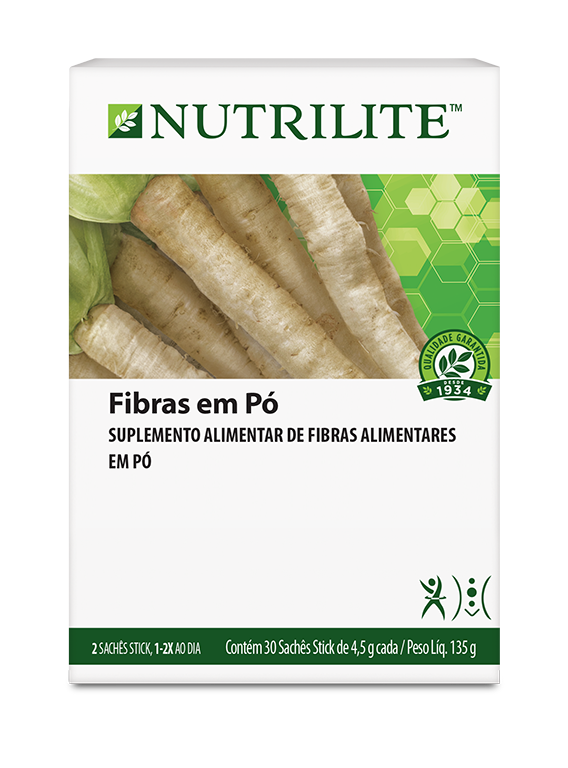 NUTRILITE™
QUALIDADE GARANTIDA
DESDE
1934
Fibras em Pó
SUPLEMENTO ALIMENTAR DE FIBRAS ALIMENTARES
EM PÓ
2 SACHÊS STICK, 1-2X AO DIA Contém 30 Sachês Stick de 4,5 g cada / Peso Líq. 135 g